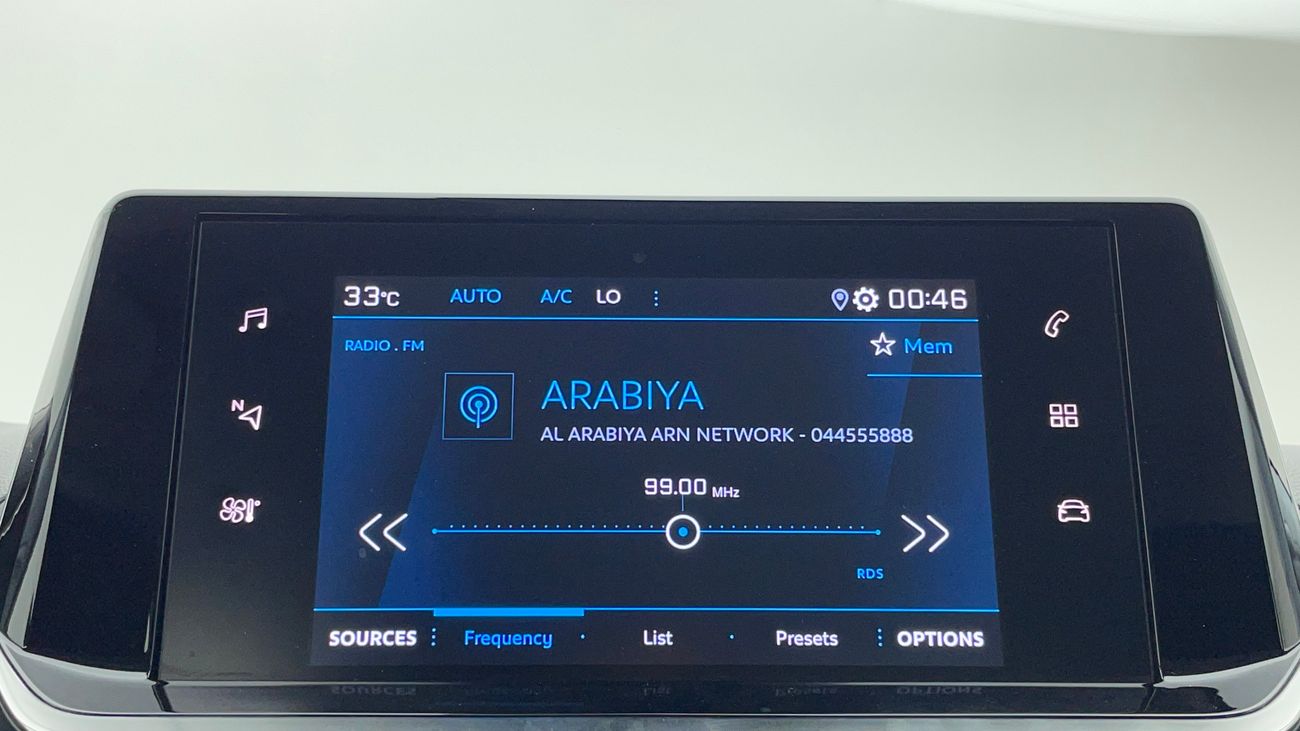 33°C AUTO A/C LO 00:46
RADIO . FM
Mem
N
ARABIYA
AL ARABIYA ARN NETWORK - 044555888
99.00 MHz
RDS
SOURCES Frequency List Presets OPTIONS